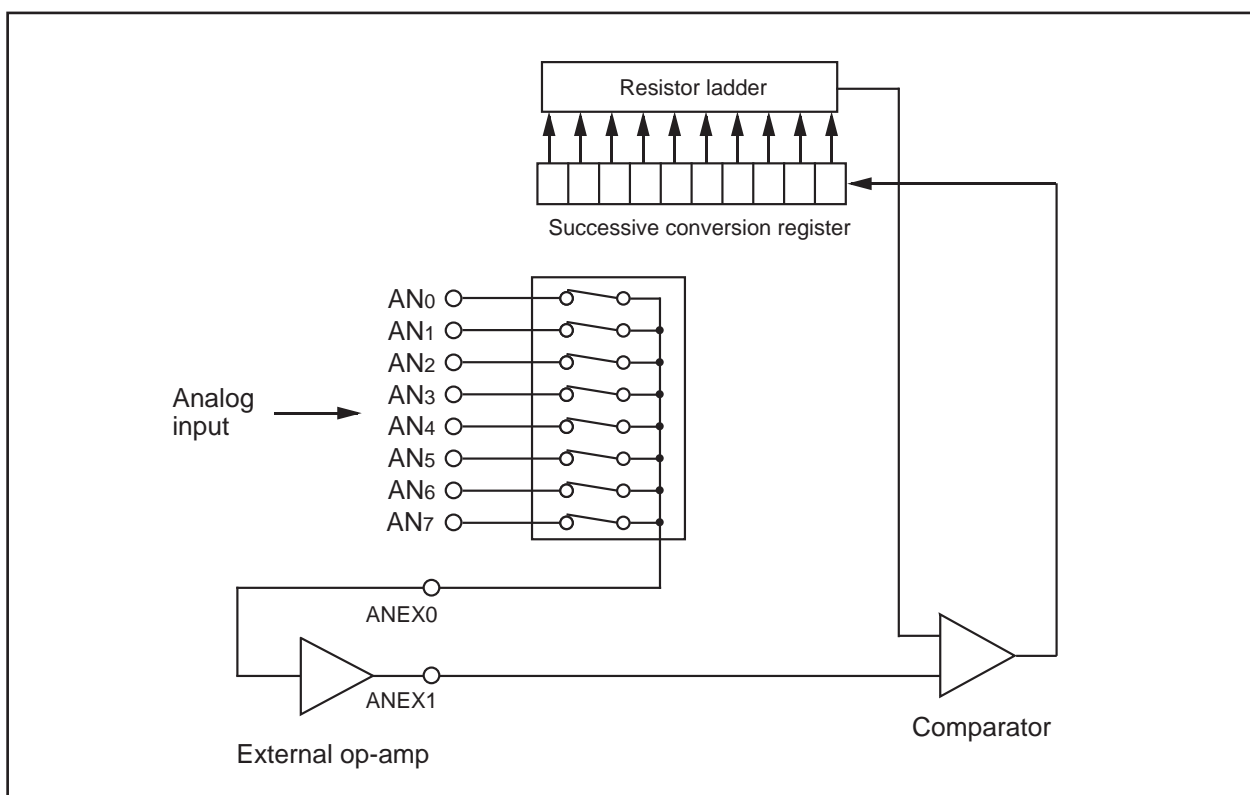 Resistor ladder
Successive conversion register
AN0
AN1
AN2
AN3
AN4
AN5
AN6
AN7
Analog
input
ANEX0
ANEX1
External op-amp
Comparator